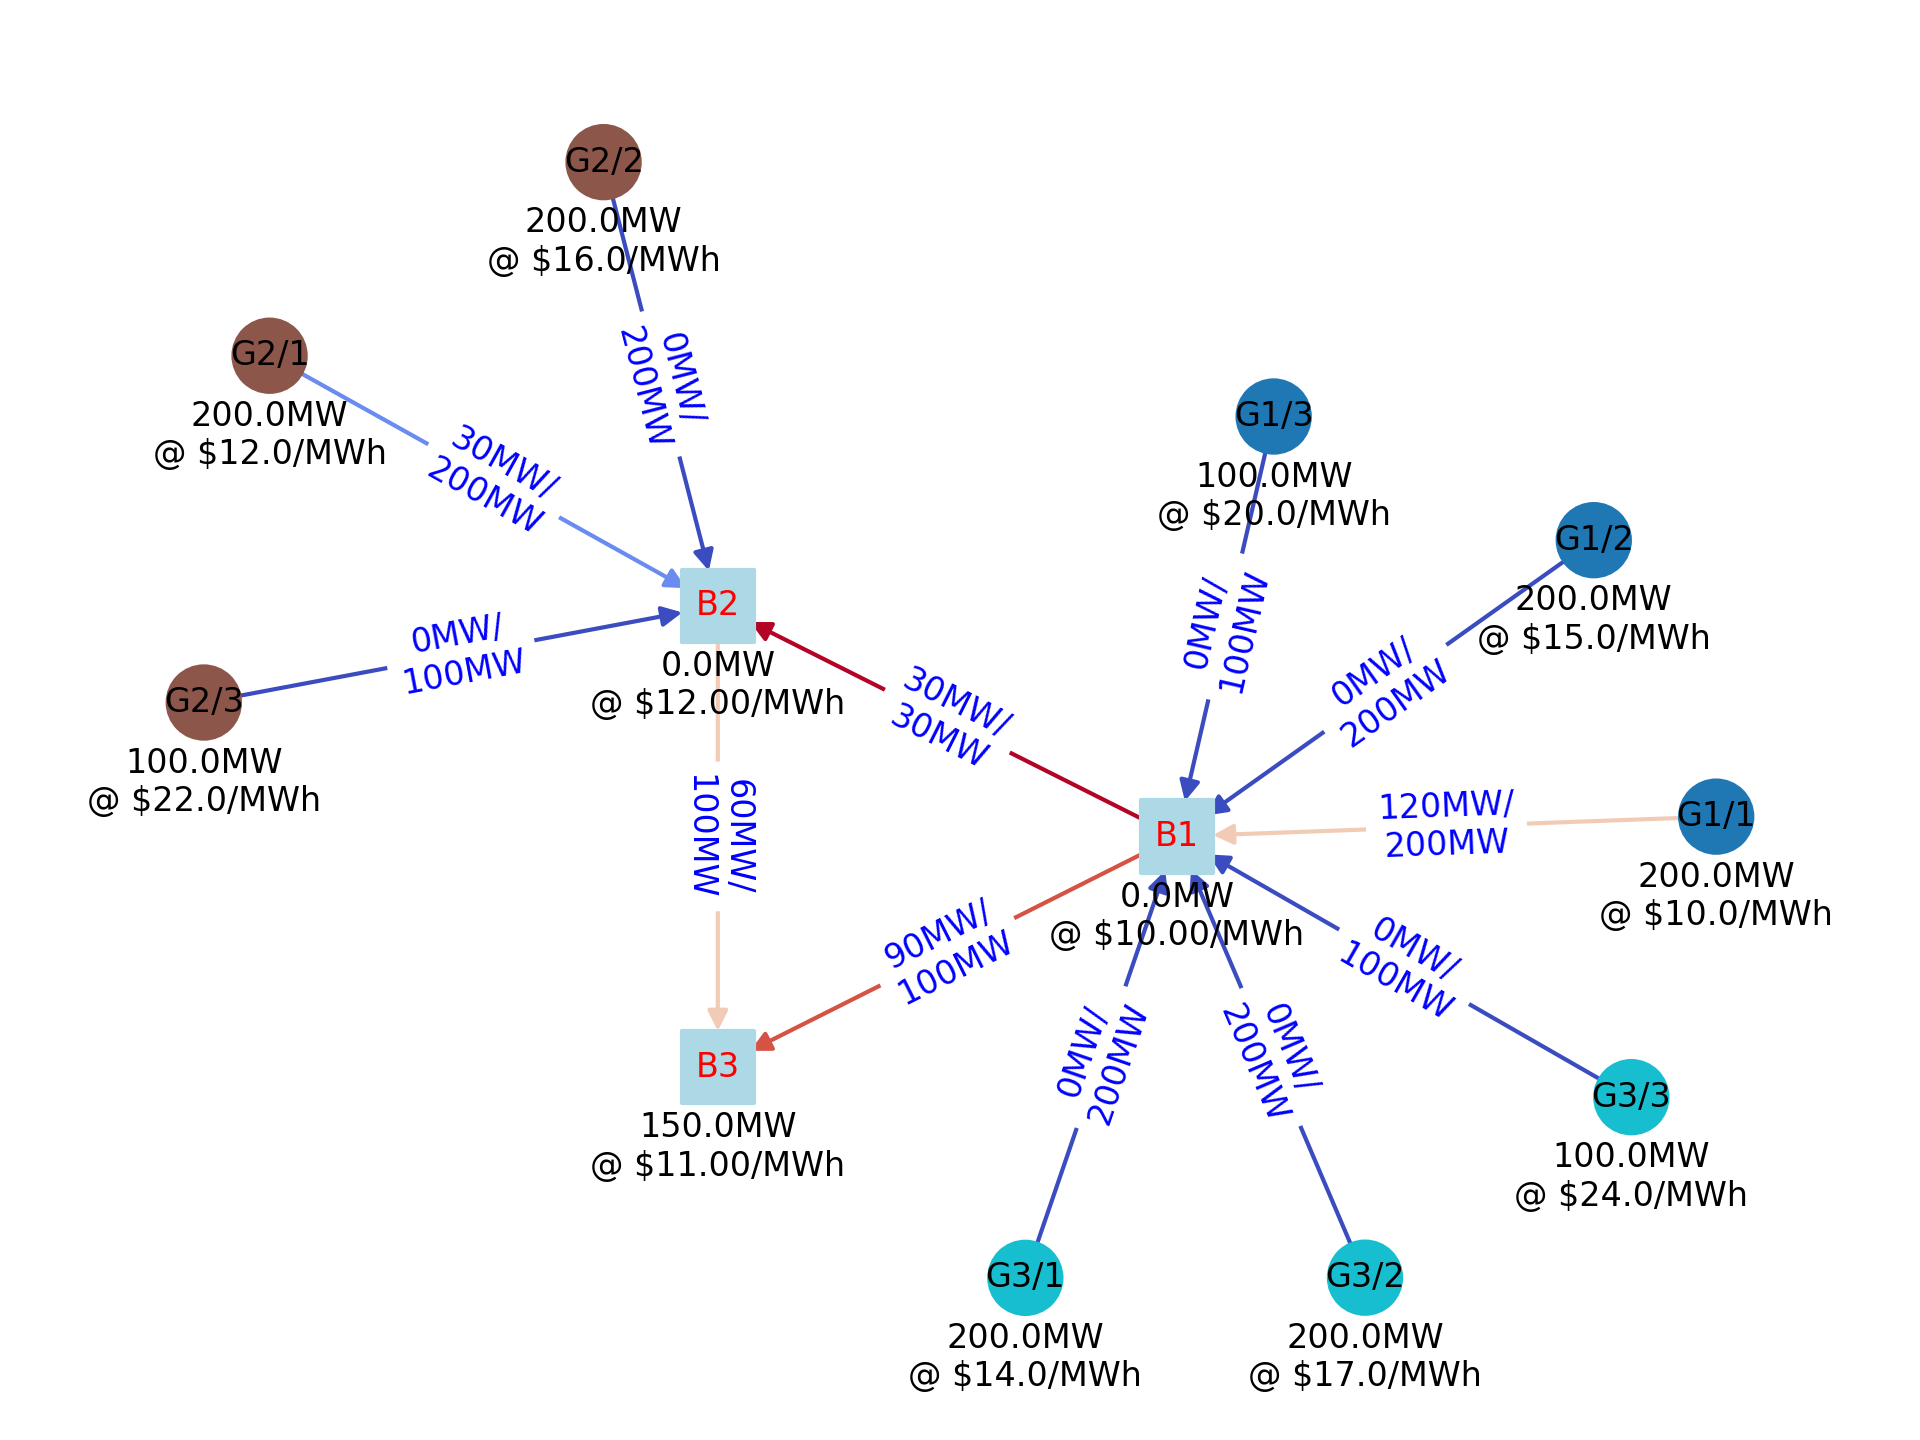 G2/2
200.0MW
@ $16.0/MWh
G2/1
200.0MW
@ $12.0/MWh
0MW/
200MW
30MW/
200MW
G1/3
100.0MW
@ $20.0/MWh
G1/2
200.0MW
@ $15.0/MWh
B2
0.0MW
@ $12.00/MWh
0MW/
100MW
G2/3
100.0MW
@ $22.0/MWh
30MW/
30MW
0MW/
100MW
0MW/
200MW
60MW/
100MW
B1
0.0MW
@ $10.00/MWh
120MW/
200MW
G1/1
200.0MW
@ $10.0/MWh
90MW/
100MW
0MW/
100MW
0MW/
200MW
0MW/
200MW
B3
150.0MW
@ $11.00/MWh
G3/3
100.0MW
@ $24.0/MWh
G3/1
200.0MW
@ $14.0/MWh
G3/2
200.0MW
@ $17.0/MWh